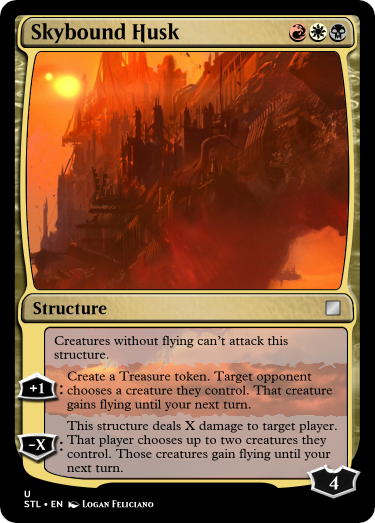 Skybound Husk
Structure
Creatures without flying can't attack this
structure.
+1
: Create a Treasure token. Target opponent
chooses a creature they control. That creature
gains flying until your next turn.
-X
: This structure deals X damage to target player.
That player chooses up to two creatures they
control. Those creatures gain flying until your
next turn.
4
U
STL • EN Logan Feliciano